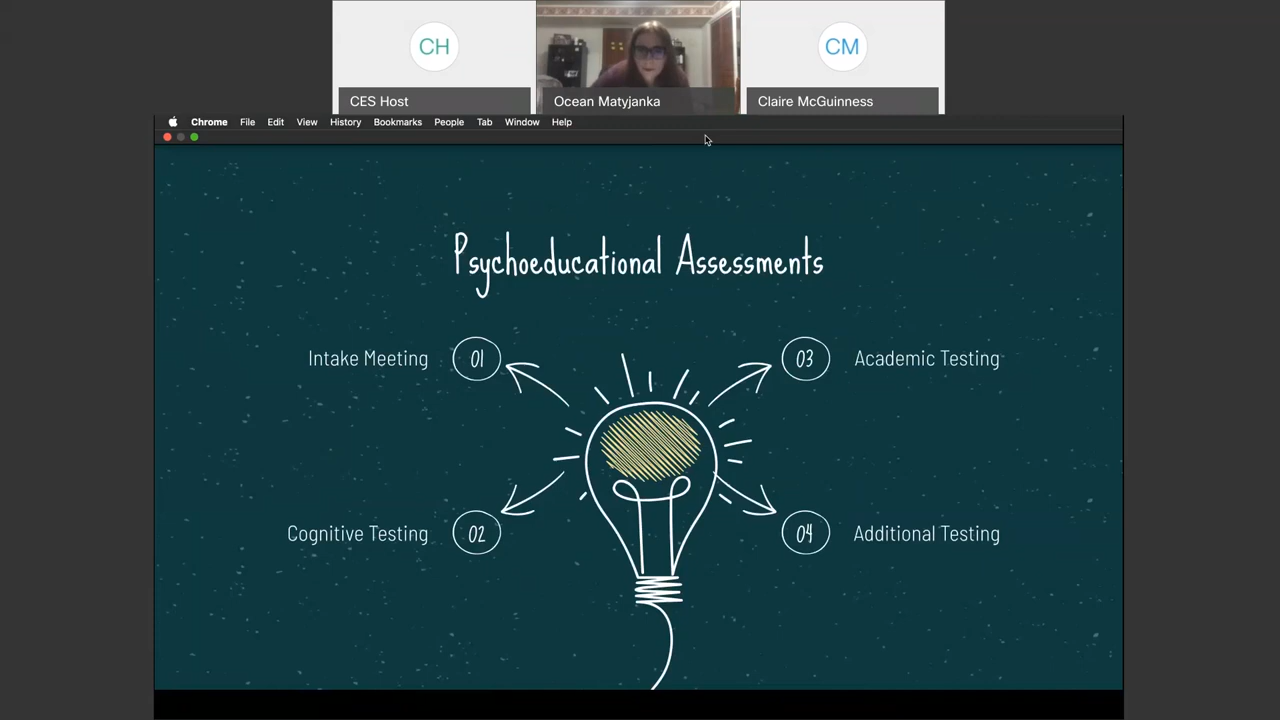 CH
CM
CES Host
Ocean Matyjanka
Claire McGuinness
Chrome File Edit View History Bookmarks People Tab Window Help
Psychoeducational Assessments
Intake Meeting 01
03 Academic Testing
Cognitive Testing 02
04 Additional Testing